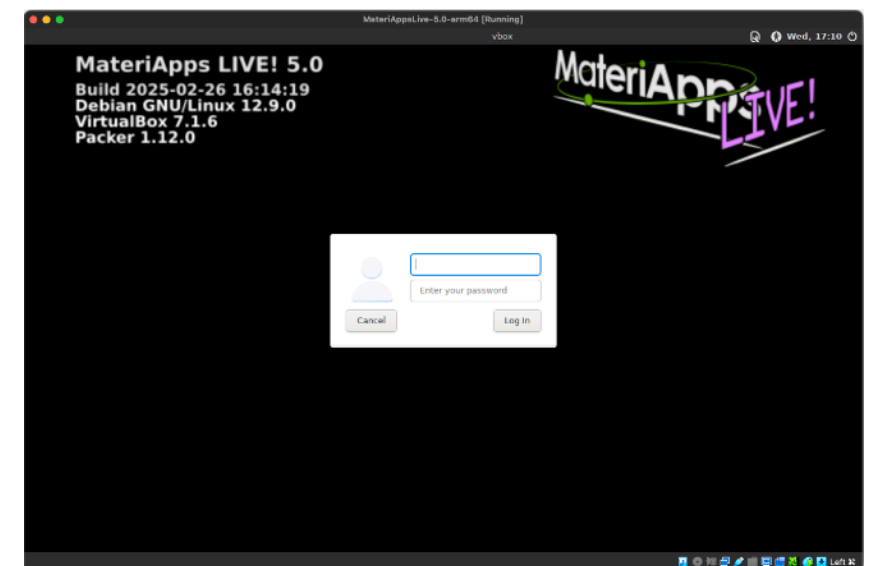 MateriAppsLive-5.0-arm64 [Running]
vbox
Wed, 17:10
MateriApps LIVE! 5.0
Build 2025-02-26 16:14:19
Debian GNU/Linux 12.9.0
VirtualBox 7.1.6
Packer 1.12.0
MateriApps
LIVE!
Enter your password
Cancel
Log In
Left ⌘